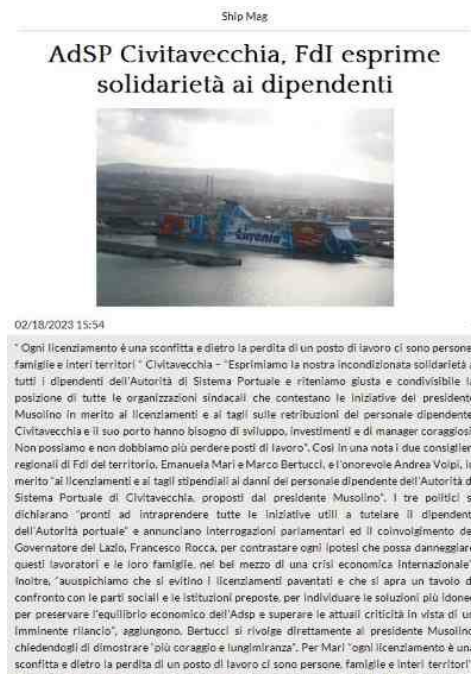 Ship Mag
AdSP Civitavecchia, FdI esprime
solidarietà ai dipendenti
tirrenia
02/18/2023 15:54
" Ogni licenziamento è una sconfitta e dietro la perdita di un posto di lavoro ci sono persone,
famiglie e interi territori " Civitavecchia – "Esprimiamo la nostra incondizionata solidarietà a
tutti i dipendenti dell'Autorità di Sistema Portuale e riteniamo giusta e condivisibile la
posizione di tutte le organizzazioni sindacali che contestano le iniziative del presidente
Musolino in merito ai licenziamenti e ai tagli sulle retribuzioni del personale dipendente.
Civitavecchia e il suo porto hanno bisogno di sviluppo, investimenti e di manager coraggiosi.
Non possiamo e non dobbiamo più perdere posti di lavoro". Così in una nota i due consiglieri
regionali di FdI del territorio, Emanuela Mari e Marco Bertucci, e l'onorevole Andrea Volpi, in
merito "ai licenziamenti e ai tagli stipendiali ai danni del personale dipendente dell'Autorità di
Sistema Portuale di Civitavecchia, proposti dal presidente Musolino". I tre politici si
dichiarano "pronti ad intraprendere tutte le iniziative utili a tutelare il dipendenti
dell'Autorità portuale" e annunciano interrogazioni parlamentari ed il coinvolgimento del
Governatore del Lazio, Francesco Rocca, per contrastare ogni ipotesi che possa danneggiare
questi lavoratori e le loro famiglie, nel bel mezzo di una crisi economica internazionale".
Inoltre, "auuspichiamo che si evitino i licenziamenti paventati e che si apra un tavolo di
confronto con le parti sociali e le istituzioni preposte, per individuare le soluzioni più idonee
per preservare l'equilibrio economico dell'Adsp e superare le attuali criticità in vista di un
imminente rilancio", aggiungono. Bertucci si rivolge direttamente al presidente Musolino
chiedendogli di dimostrare "più coraggio e lungimiranza". Per Mari "ogni licenziamento è una
sconfitta e dietro la perdita di un posto di lavoro ci sono persone, famiglie e interi territori".